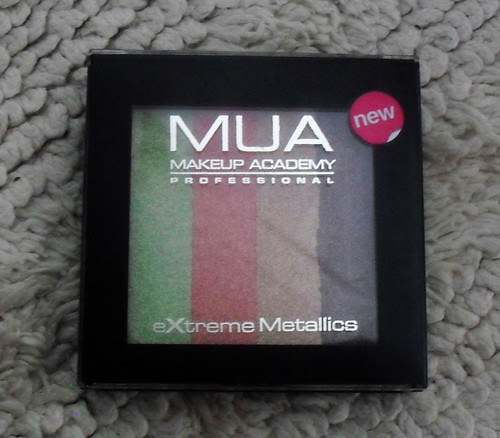 new
MUA
MAKEUP ACADEMY
PROFESSIONAL
eXtreme Metallics